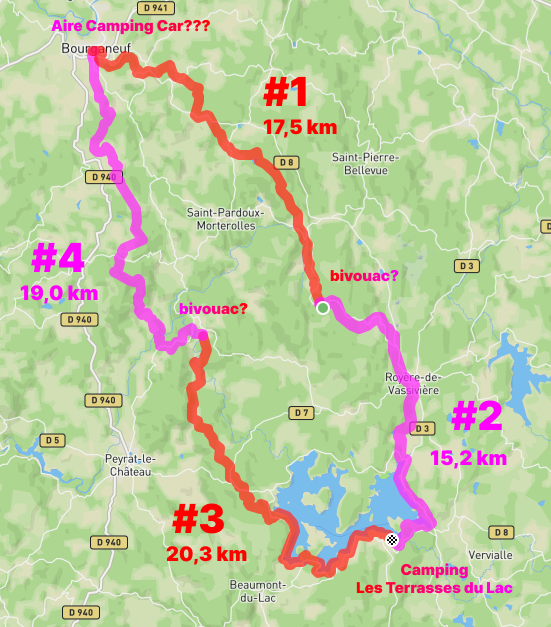 D 941
Aire Camping Car???
Bourganeuf
#1
17,5 km
D 8
Saint-Pierre-
Bellevue
D 940
Saint-Pardoux-
Morterolles
#4
19,0 km
D 3
bivouac?
bivouac?
D 940
Royère-de-
Vassivière
D 940
D 7
#2
D 3
15,2 km
D 5
Peyrat-le-
Château
#3
20,3 km
D 940
D 8
Vervialle
Camping
Les Terrasses du Lac
Beaumont-
du-Lac
D 940